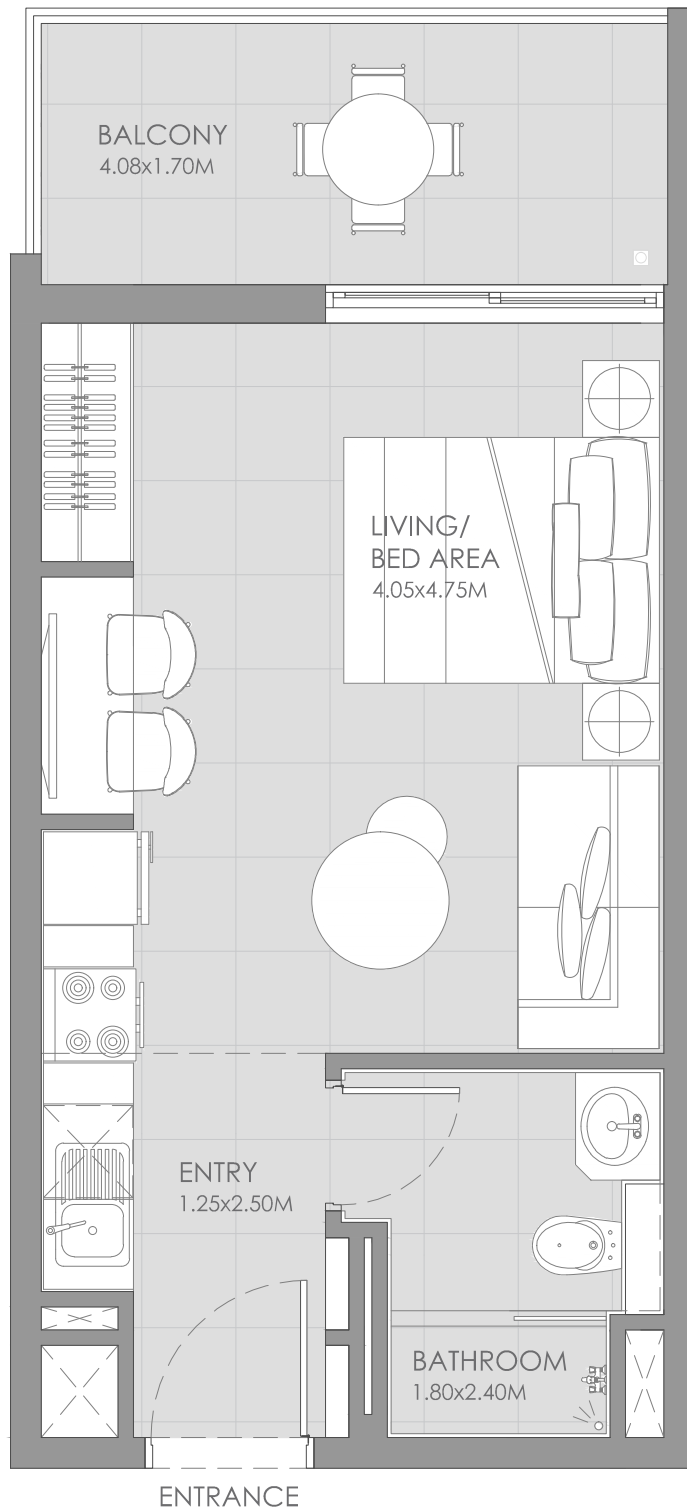 BALCONY
4.08x1.70M
LIVING/
BED AREA
4.05x4.75M
ENTRY
1.25x2.50M
BATHROOM
1.80x2.40M
ENTRANCE